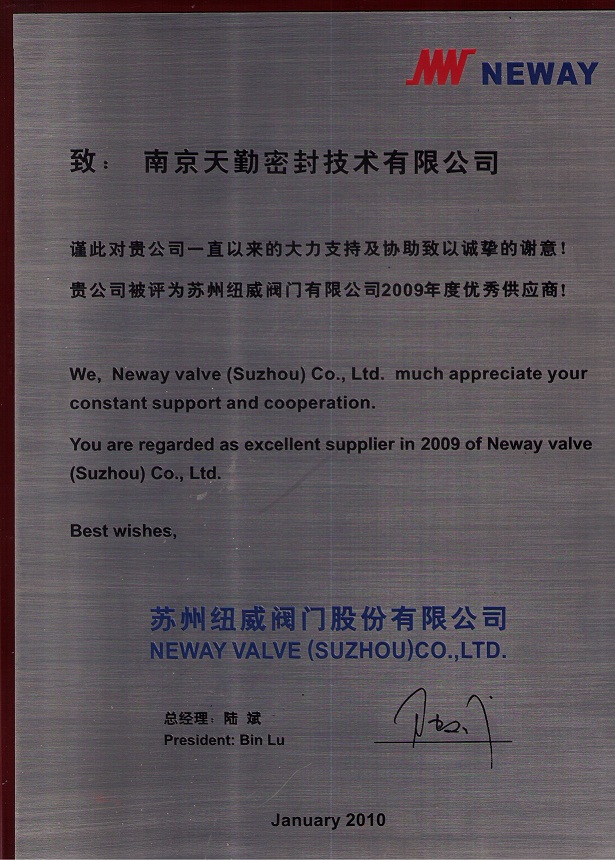 NEWAY
致： 南京天勤密封技术有限公司
谨此对贵公司一直以来的大力支持及协助致以诚挚的谢意!
贵公司被评为苏州纽威阀门有限公司2009年度优秀供应商!
We, Neway valve (Suzhou) Co., Ltd. much appreciate your
constant support and cooperation.
You are regarded as excellent supplier in 2009 of Neway valve
(Suzhou) Co., Ltd.
Best wishes,
苏州纽威阀门股份有限公司
NEWAY VALVE (SUZHOU)CO.,LTD.
总经理：陆 斌
President: Bin Lu
January 2010